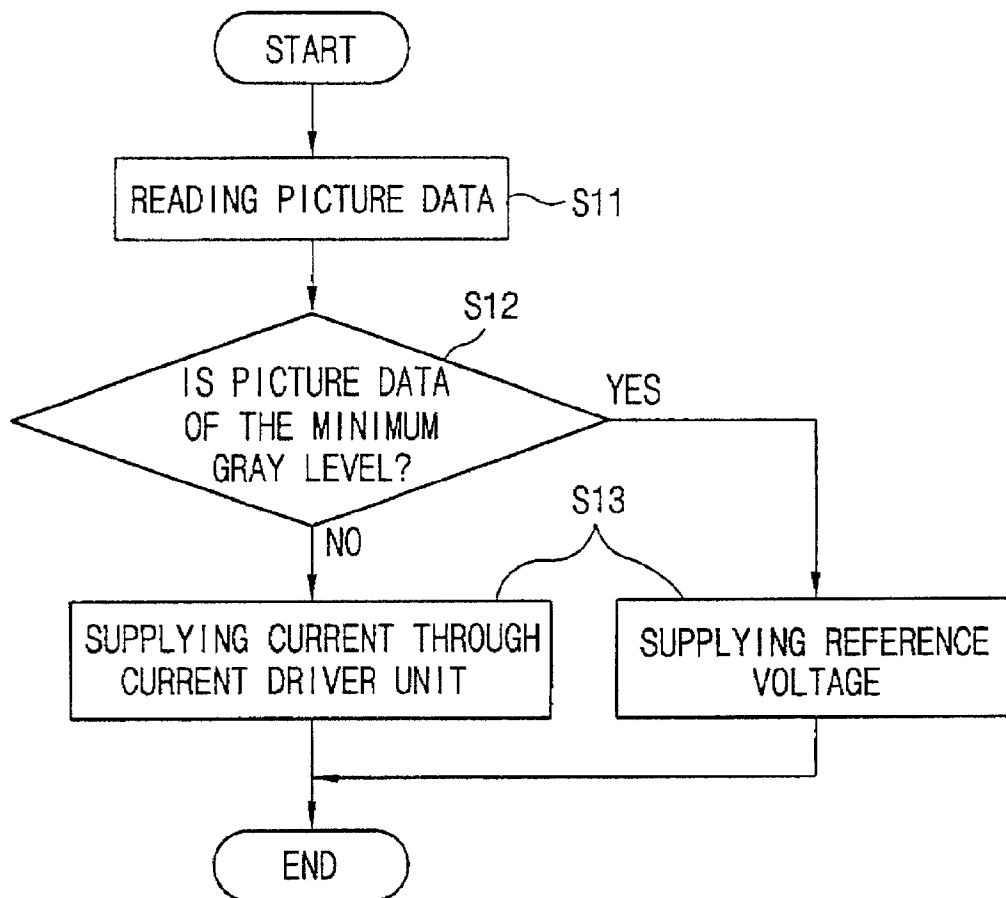 START
READING PICTURE DATA
S11
S12
IS PICTURE DATA
OF THE MINIMUM
GRAY LEVEL?
YES
NO
S13
SUPPLYING CURRENT THROUGH
CURRENT DRIVER UNIT
SUPPLYING REFERENCE
VOLTAGE
END